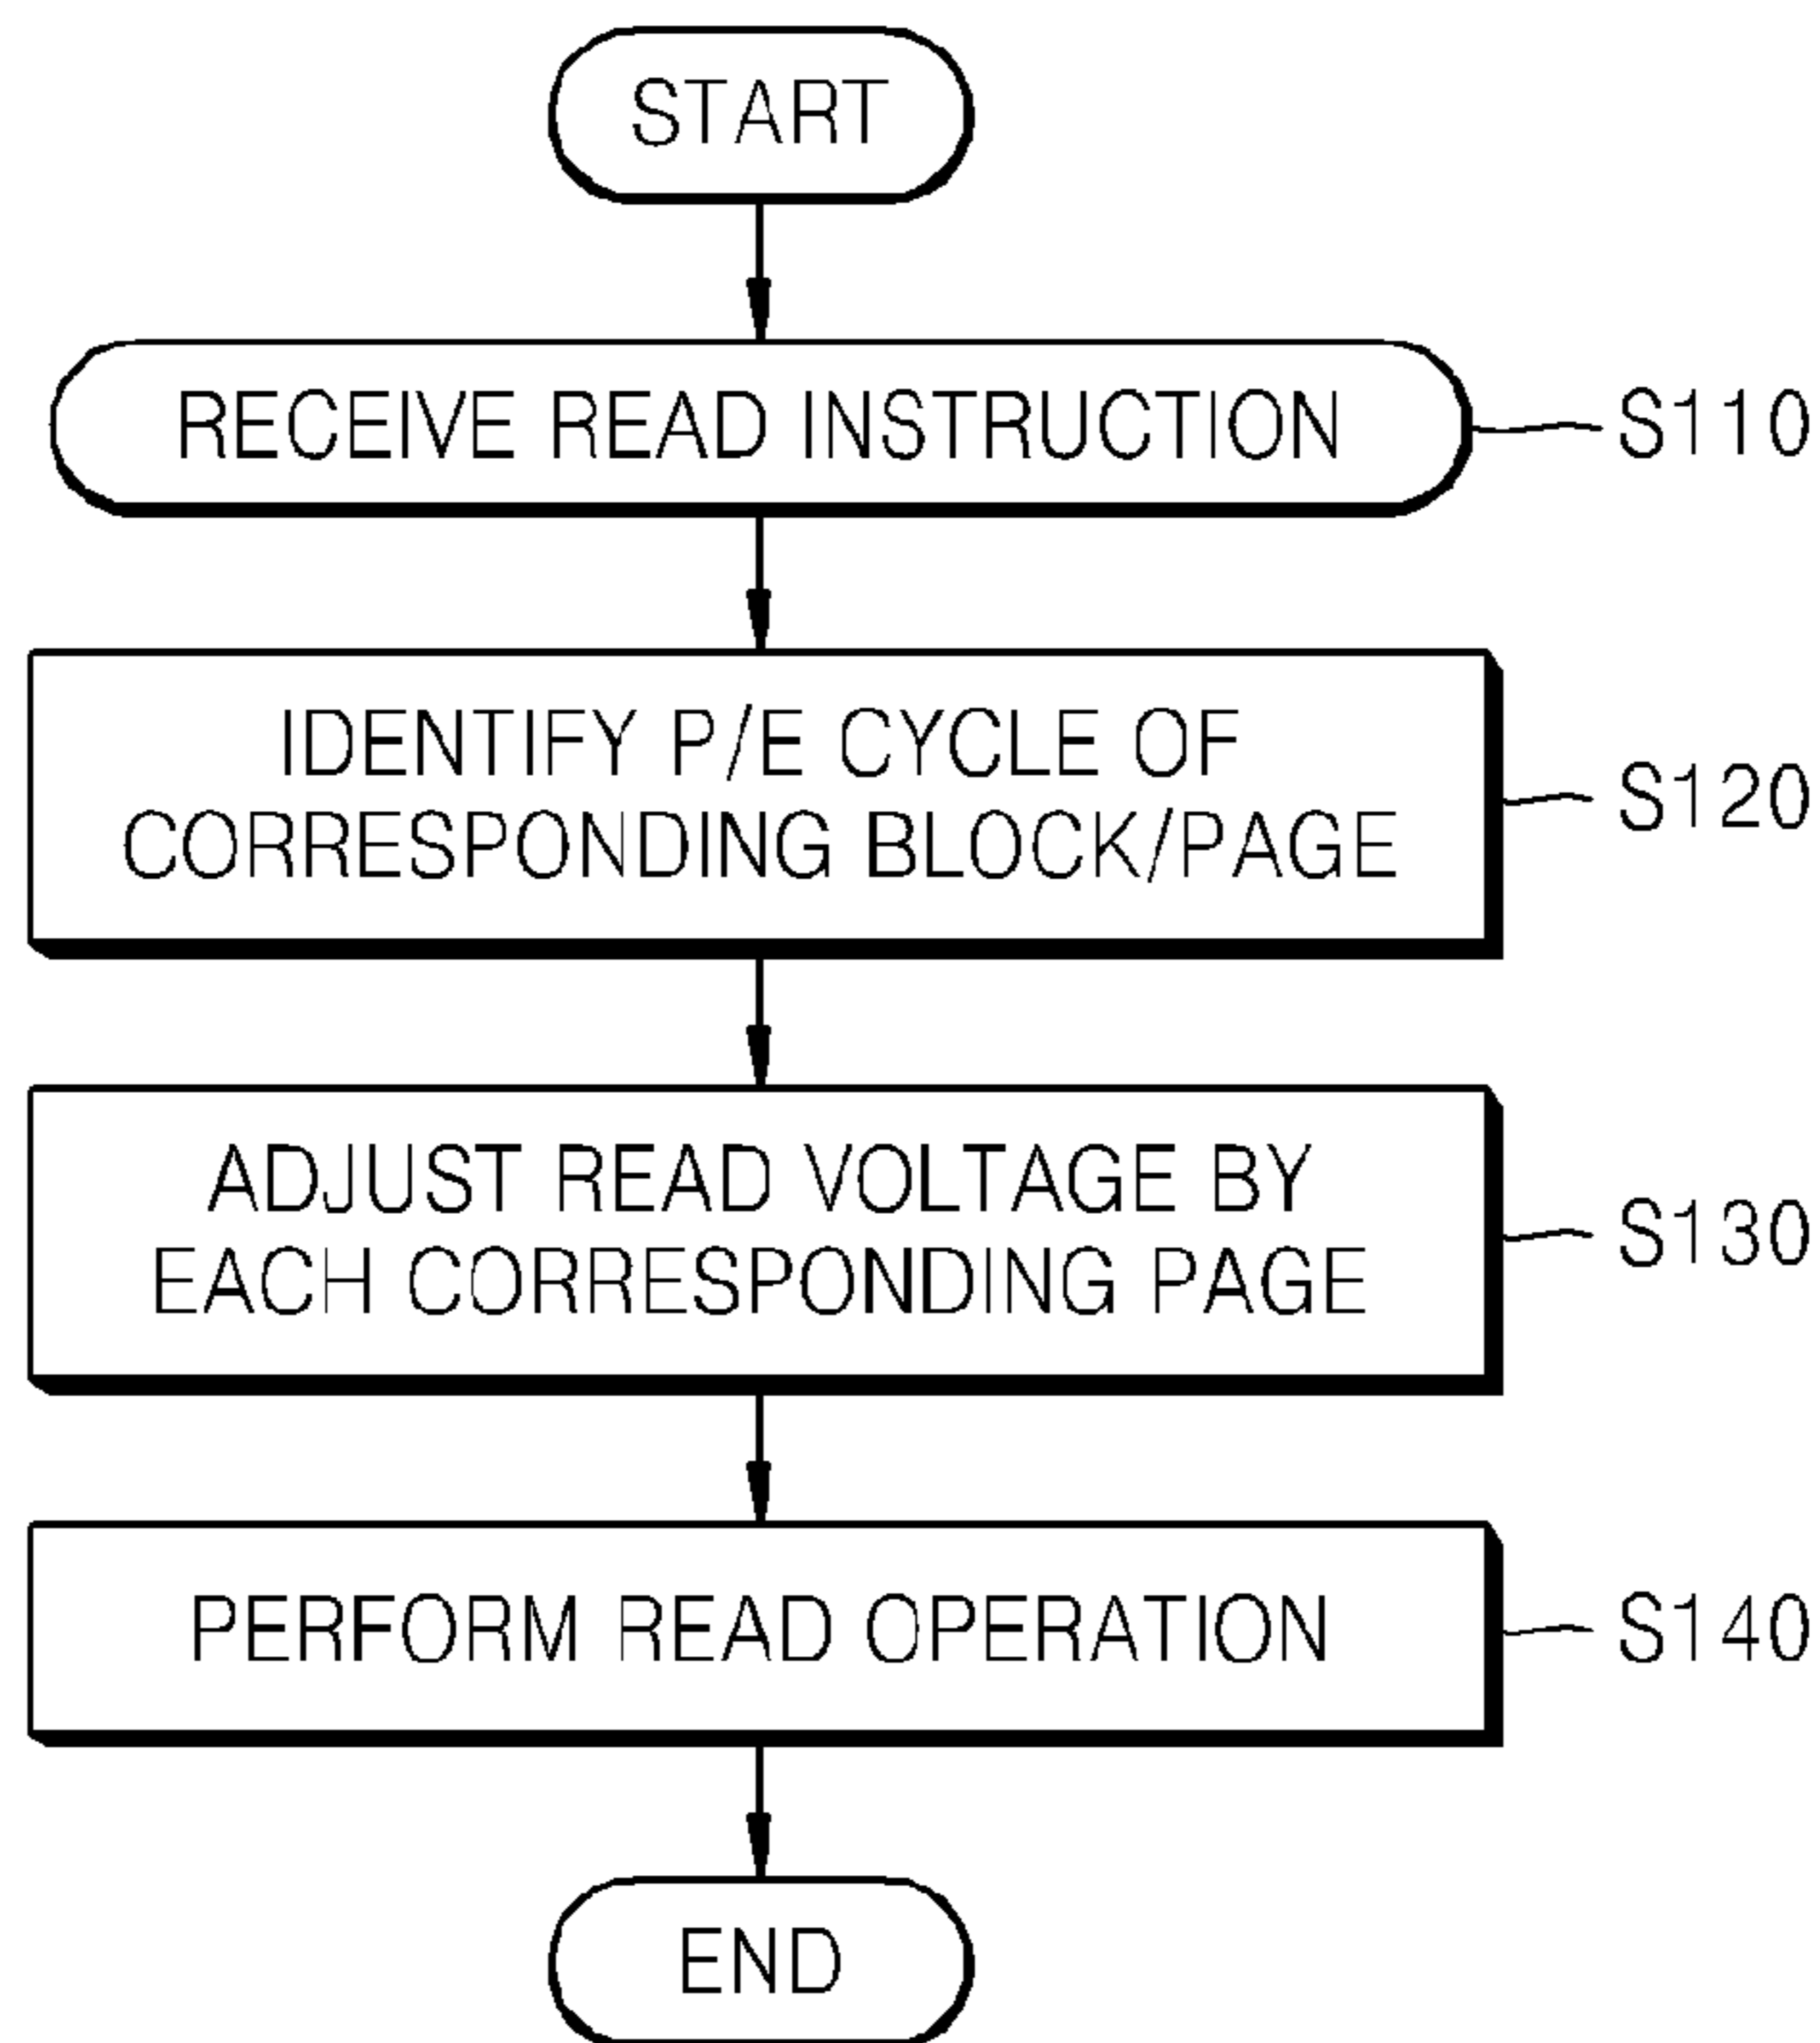 START
RECEIVE READ INSTRUCTION
S110
IDENTIFY P/E CYCLE OF
CORRESPONDING BLOCK/PAGE
S120
ADJUST READ VOLTAGE BY
EACH CORRESPONDING PAGE
S130
PERFORM READ OPERATION
S140
END